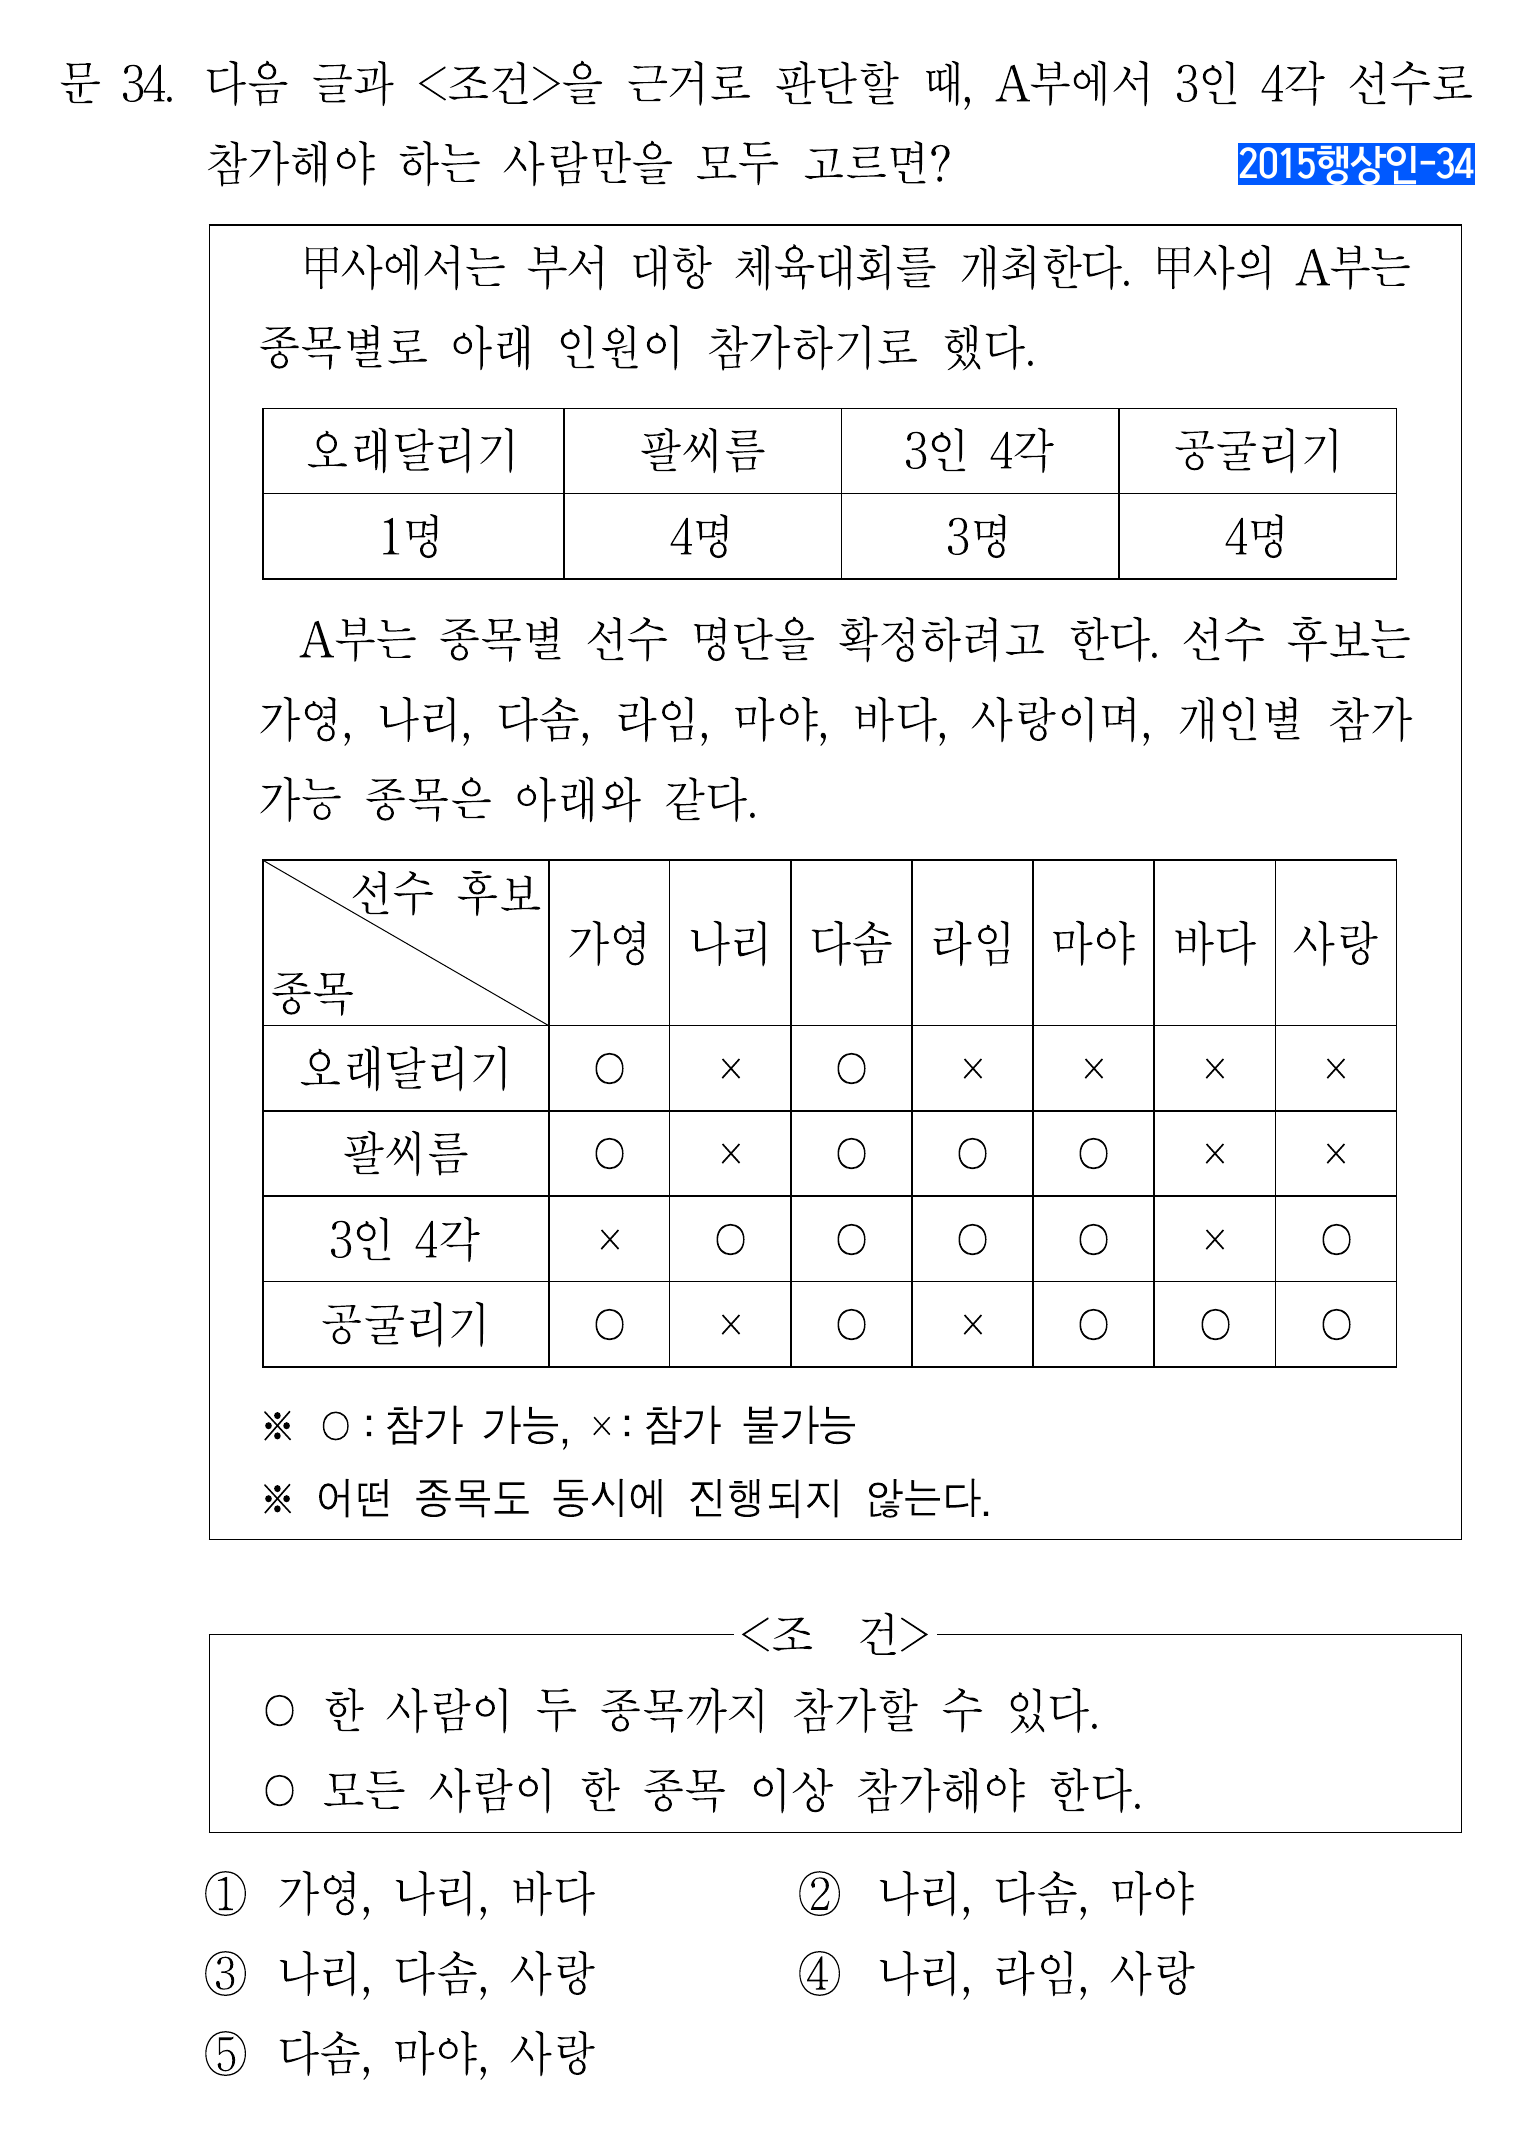 문 34. 다음 글과 <조건>을 근거로 판단할 때, A부에서 3인 4각 선수로
참가해야 하는 사람만을 모두 고르면?
2015행상인-34
甲사에서는 부서 대항 체육대회를 개최한다. 甲사의 A부는
종목별로 아래 인원이 참가하기로 했다.
오래달리기 팔씨름 3인 4각 공굴리기
1명 4명 3명 4명
A부는 종목별 선수 명단을 확정하려고 한다. 선수 후보는
가영, 나리, 다솜, 라임, 마야, 바다, 사랑이며, 개인별 참가
가능 종목은 아래와 같다.
선수 후보
종목 가영 나리 다솜 라임 마야 바다 사랑
오래달리기 ○ × ○ × × × ×
팔씨름 ○ × ○ ○ ○ × ×
3인 4각 × ○ ○ ○ ○ × ○
공굴리기 ○ × ○ × ○ ○ ○
※ ○ : 참가 가능, × : 참가 불가능
※ 어떤 종목도 동시에 진행되지 않는다.
<조 건>
○ 한 사람이 두 종목까지 참가할 수 있다.
○ 모든 사람이 한 종목 이상 참가해야 한다.
① 가영, 나리, 바다 ② 나리, 다솜, 마야
③ 나리, 다솜, 사랑 ④ 나리, 라임, 사랑
⑤ 다솜, 마야, 사랑